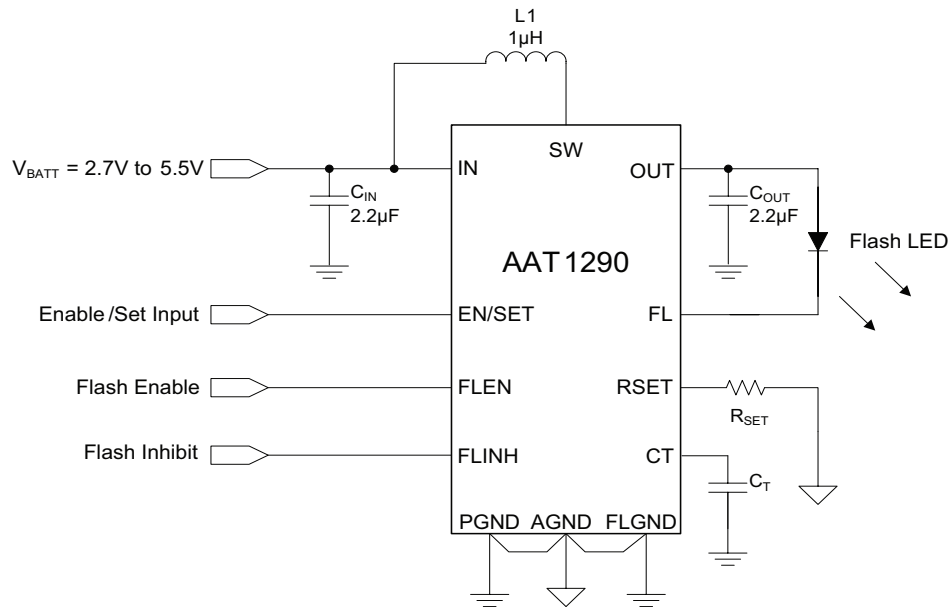 L1
1µH
SW
V_BATT = 2.7V to 5.5V
IN
OUT
C_IN
2.2µF
C_OUT
2.2µF
Flash LED
AAT1290
Enable/Set Input
EN/SET
FL
Flash Enable
FLEN
RSET
R_SET
Flash Inhibit
FLINH
CT
C_T
PGND AGND FLGND